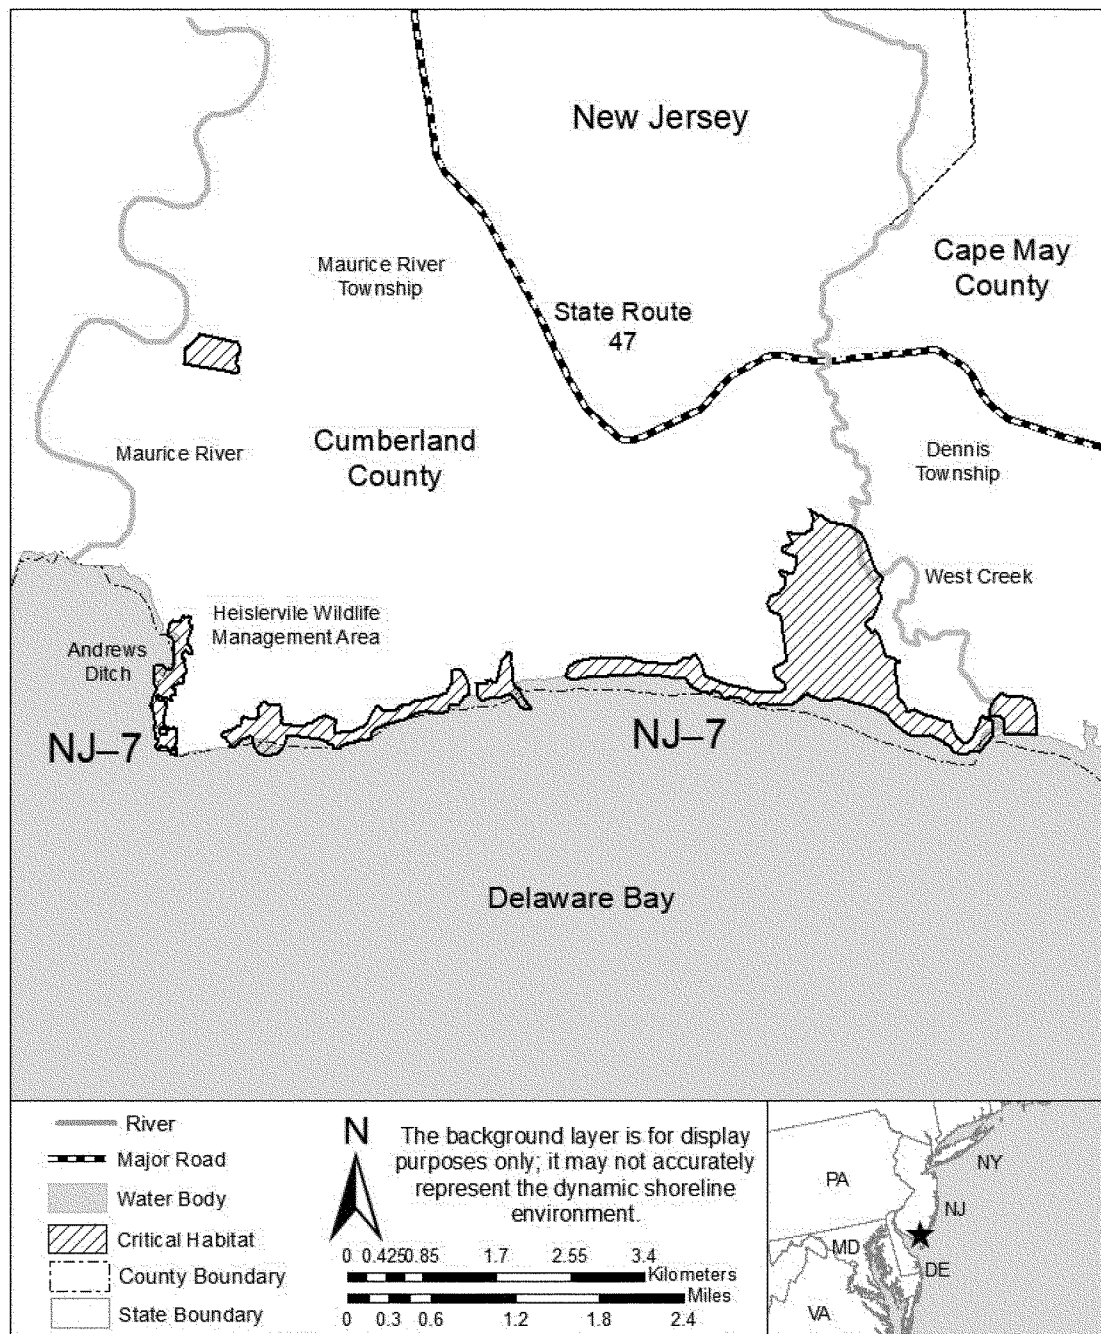 New Jersey
Cape May
County
Maurice River
Township
State Route
47
Cumberland
County
Maurice River
Dennis
Township
West Creek
Heislervile Wildlife
Management Area
Andrews
Ditch
NJ–7
NJ–7
Delaware Bay
River
Major Road
Water Body
Critical Habitat
County Boundary
State Boundary
N
The background layer is for display
purposes only; it may not accurately
represent the dynamic shoreline
environment.
0 0.425 0.85 1.7 2.55 3.4
Kilometers
Miles
0 0.3 0.6 1.2 1.8 2.4
NY
PA
NJ
MD
DE
VA